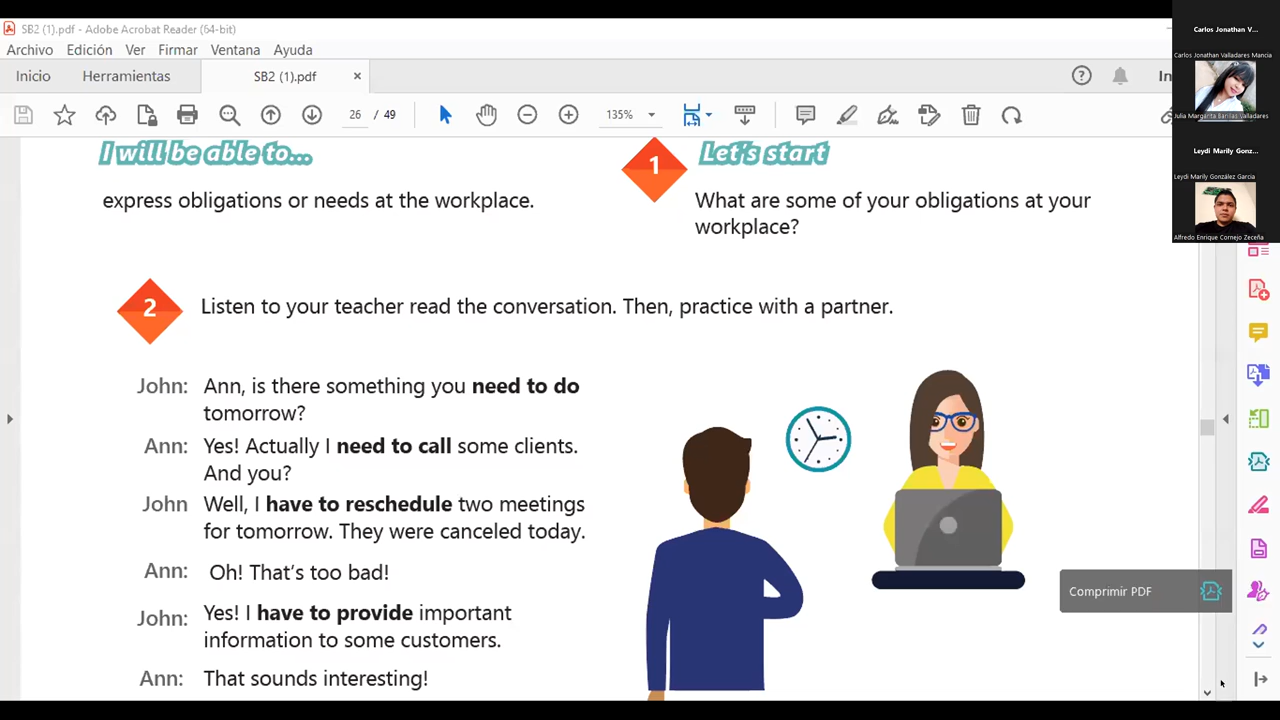 SB2 (1).pdf - Adobe Acrobat Reader (64-bit)
Archivo Edición Ver Firmar Ventana Ayuda
Inicio Herramientas SB2 (1).pdf × In
26 / 49 135%
Carlos Jonathan V...
Carlos Jonathan Valladares Mancia
Julia Margarita Barillas Valladares
Leydi Marily Gonz...
Leydi Marily González Garcia
Alfredo Enrique Cornejo Zeceña
I will be able to...
express obligations or needs at the workplace.
1 Let's start
What are some of your obligations at your
workplace?
2 Listen to your teacher read the conversation. Then, practice with a partner.
John: Ann, is there something you need to do
tomorrow?
Ann: Yes! Actually I need to call some clients.
And you?
John Well, I have to reschedule two meetings
for tomorrow. They were canceled today.
Ann: Oh! That's too bad!
John: Yes! I have to provide important
information to some customers.
Ann: That sounds interesting!
Comprimir PDF